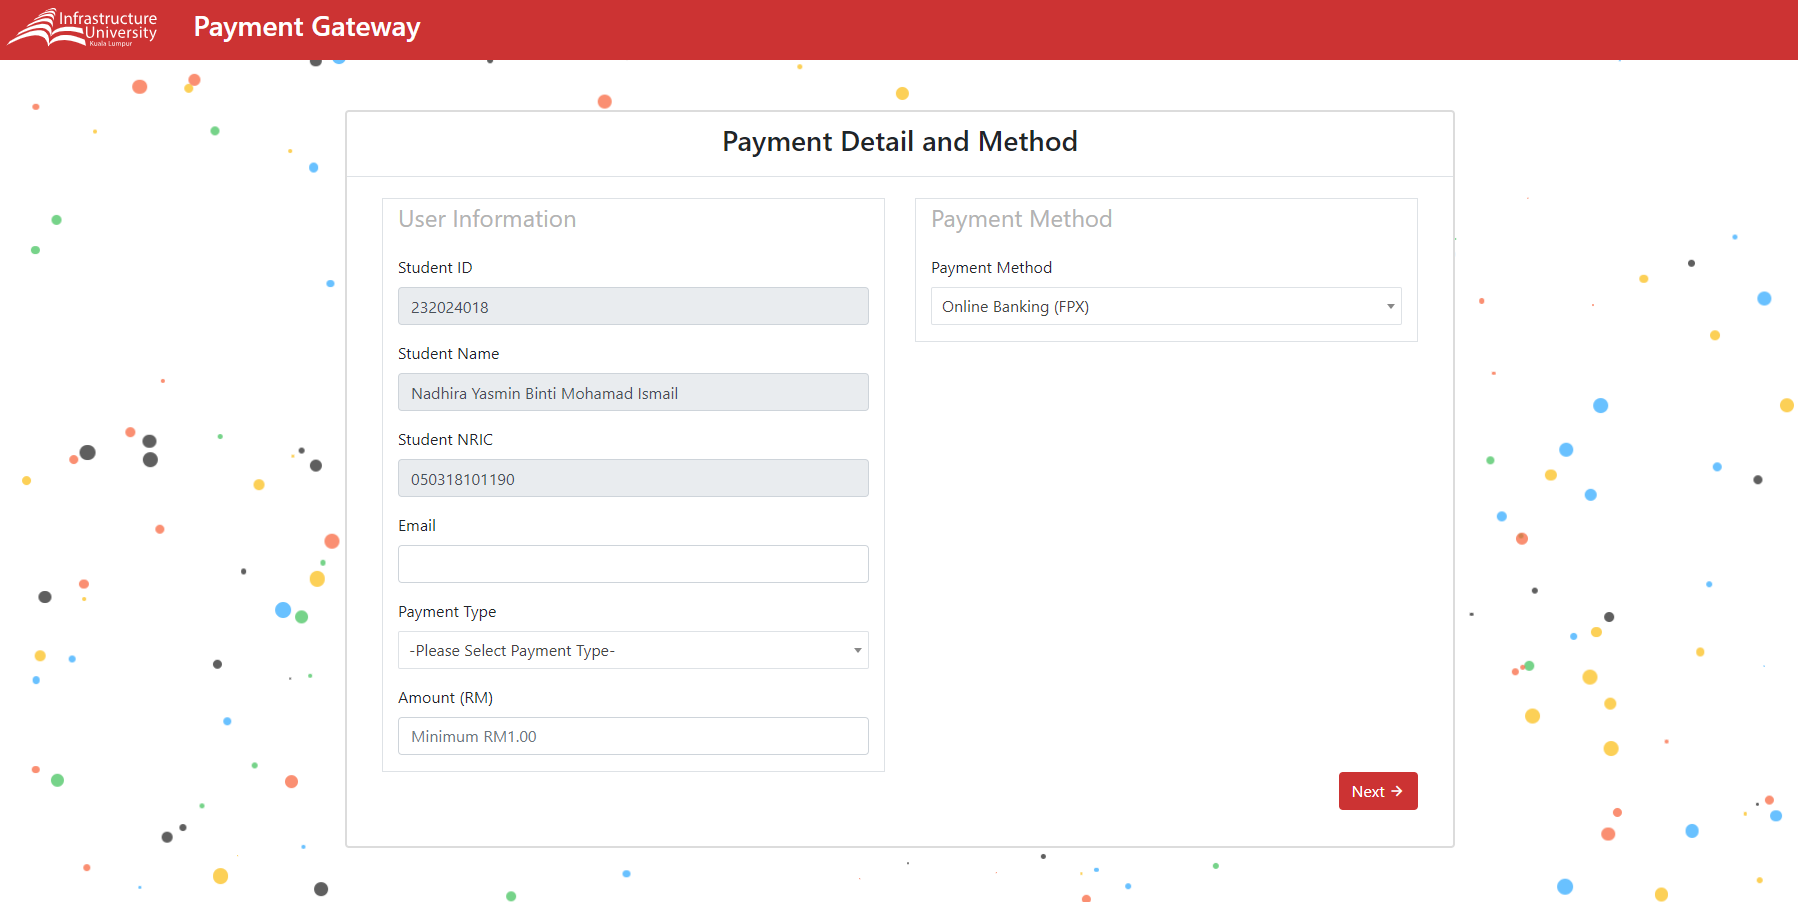 Infrastructure
University
Kuala Lumpur
Payment Gateway
Payment Detail and Method
User Information
Student ID
232024018
Student Name
Nadhira Yasmin Binti Mohamad Ismail
Student NRIC
050318101190
Email
Payment Type
-Please Select Payment Type-
Amount (RM)
Minimum RM1.00
Payment Method
Payment Method
Online Banking (FPX)
Next →